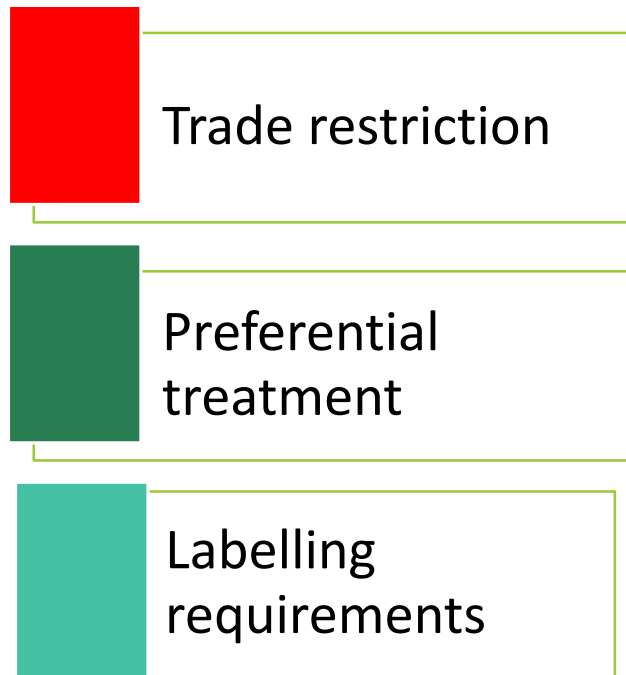 Trade restriction
Preferential
treatment
Labelling
requirements